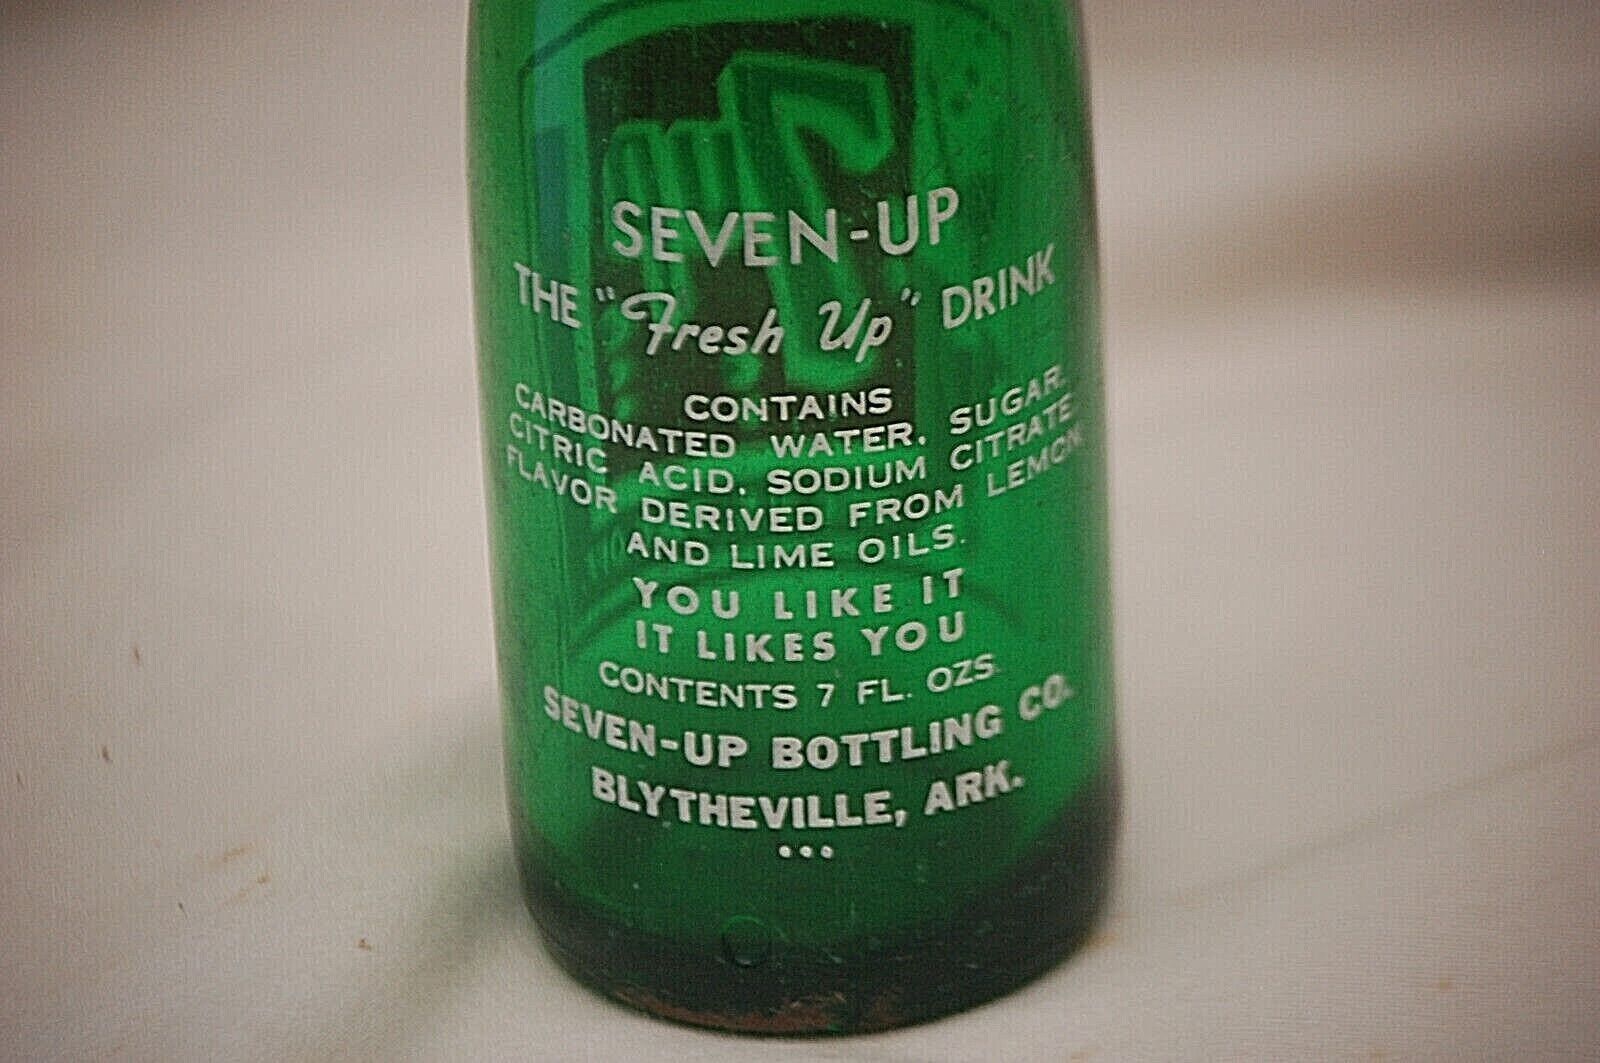 SEVEN-UP
THE "Fresh Up" DRINK
CONTAINS
CARBONATED WATER, SUGAR,
CITRIC ACID, SODIUM CITRATE
FLAVOR DERIVED FROM LEMON
AND LIME OILS.
YOU LIKE IT
IT LIKES YOU
CONTENTS 7 FL. OZS.
SEVEN-UP BOTTLING CO.
BLYTHEVILLE, ARK.